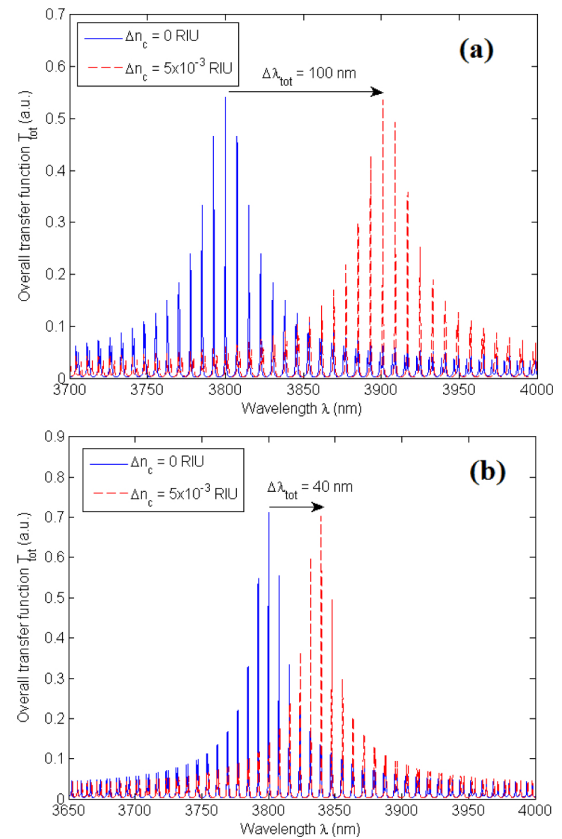 (a)
Δn_c = 0 RIU
Δn_c = 5x10⁻³ RIU
Δλ_tot = 100 nm
Overall transfer function T_tot (a.u.)
0.7
0.6
0.5
0.4
0.3
0.2
0.1
0
3700 3750 3800 3850 3900 3950 4000
Wavelength λ (nm)
(b)
Δn_c = 0 RIU
Δn_c = 5x10⁻³ RIU
Δλ_tot = 40 nm
Overall transfer function T_tot (a.u.)
0.9
0.8
0.7
0.6
0.5
0.4
0.3
0.2
0.1
0
3650 3700 3750 3800 3850 3900 3950 4000
Wavelength λ (nm)